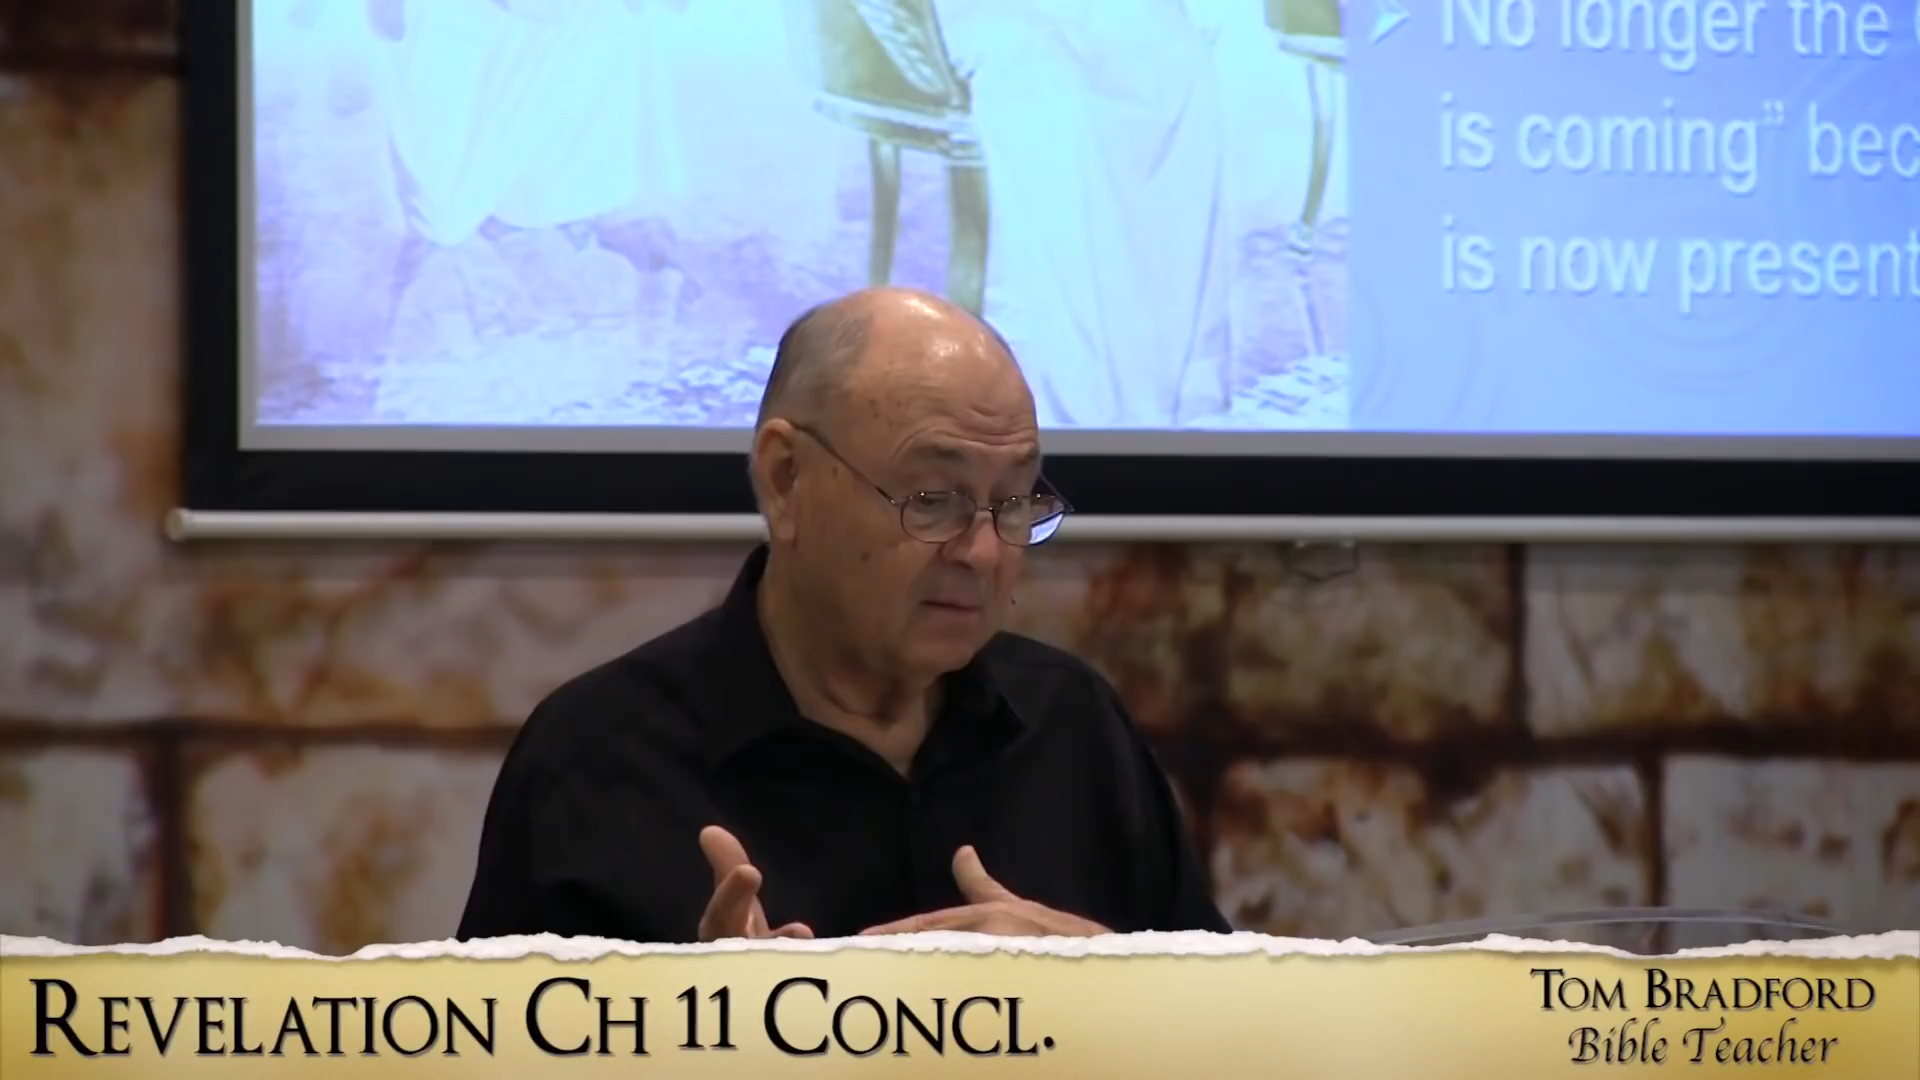 No longer the
is coming" bec
is now present
REVELATION CH 11 CONCL.
TOM BRADFORD
Bible Teacher